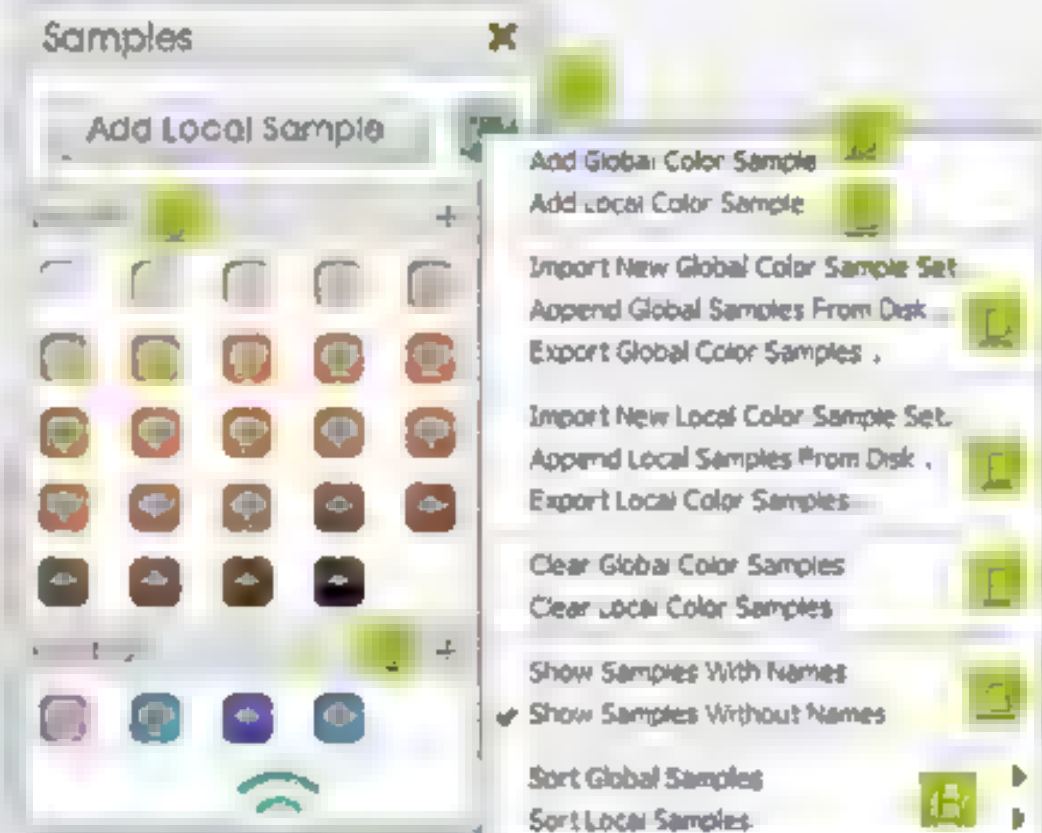 Samples
Add Local Sample
Add Global Color Sample
Add Local Color Sample
Import New Global Color Sample Set
Append Global Samples From Disk
Export Global Color Samples
Import New Local Color Sample Set
Append Local Samples From Disk
Export Local Color Samples
Clear Global Color Samples
Clear Local Color Samples
Show Samples With Names
Show Samples Without Names
Sort Global Samples
Sort Local Samples